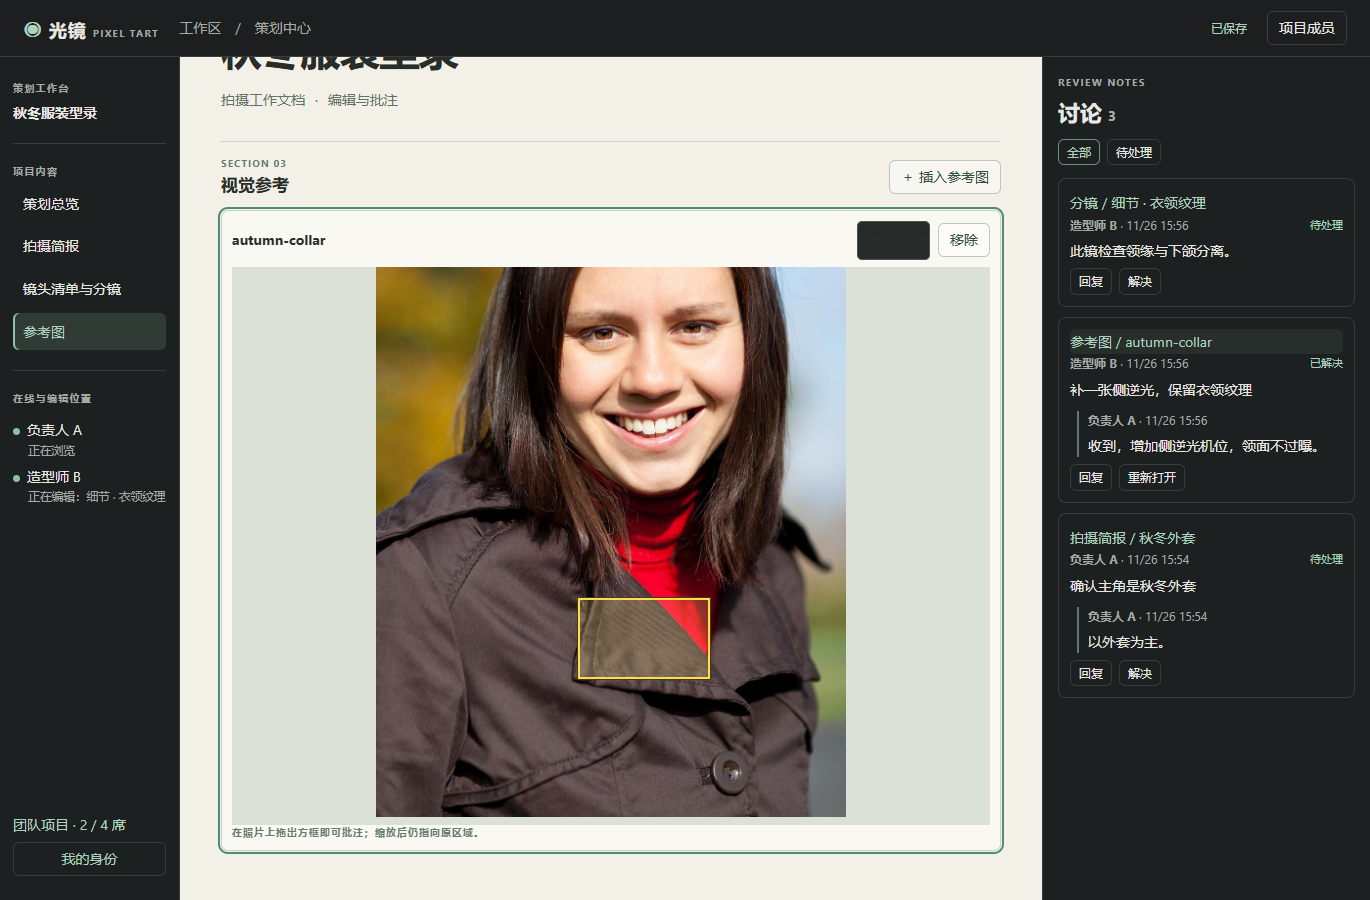 光镜 PIXEL TART
工作区 / 策划中心
已保存
项目成员
策划工作台
秋冬服装型录
项目内容
策划总览
拍摄简报
镜头清单与分镜
参考图
在线与编辑位置
负责人 A
正在浏览
造型师 B
正在编辑：细节 · 衣领纹理
团队项目 · 2 / 4 席
我的身份
秋冬服装型录
拍摄工作文档 · 编辑与批注
SECTION 03
视觉参考
+ 插入参考图
autumn-collar
移除
在照片上拖出方框即可批注；缩放后仍指向原区域。
REVIEW NOTES
讨论 3
全部
待处理
分镜 / 细节 · 衣领纹理
造型师 B · 11/26 15:56
待处理
此镜检查领缘与下颌分离。
回复
解决
参考图 / autumn-collar
造型师 B · 11/26 15:56
已解决
补一张侧逆光，保留衣领纹理
负责人 A · 11/26 15:56
收到，增加侧逆光机位，领面不过曝。
回复
重新打开
拍摄简报 / 秋冬外套
负责人 A · 11/26 15:54
待处理
确认主角是秋冬外套
负责人 A · 11/26 15:54
以外套为主。
回复
解决